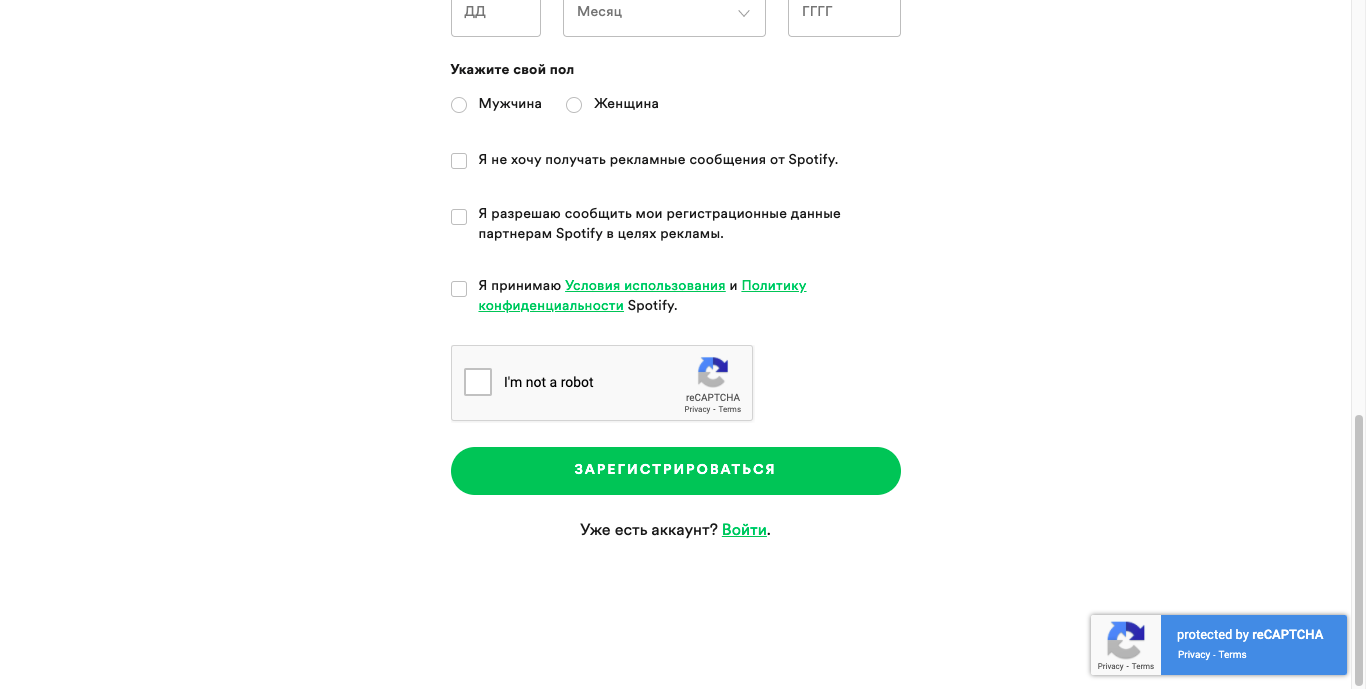 ДД Месяц ГГГГ
Укажите свой пол
Мужчина Женщина
Я не хочу получать рекламные сообщения от Spotify.
Я разрешаю сообщить мои регистрационные данные
партнерам Spotify в целях рекламы.
Я принимаю Условия использования и Политику
конфиденциальности Spotify.
I'm not a robot
reCAPTCHA
Privacy - Terms
ЗАРЕГИСТРИРОВАТЬСЯ
Уже есть аккаунт? Войти.
protected by reCAPTCHA
Privacy - Terms
Privacy - Terms